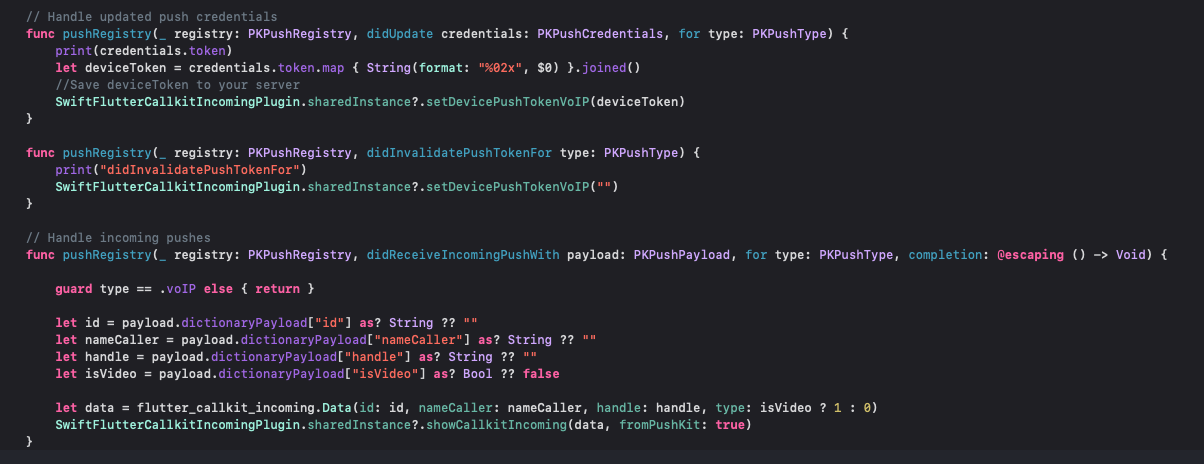 // Handle updated push credentials
func pushRegistry(_ registry: PKPushRegistry, didUpdate credentials: PKPushCredentials, for type: PKPushType) {
print(credentials.token)
let deviceToken = credentials.token.map { String(format: "%02x", $0) }.joined()
//Save deviceToken to your server
SwiftFlutterCallkitIncomingPlugin.sharedInstance?.setDevicePushTokenVoIP(deviceToken)
}
func pushRegistry(_ registry: PKPushRegistry, didInvalidatePushTokenFor type: PKPushType) {
print("didInvalidatePushTokenFor")
SwiftFlutterCallkitIncomingPlugin.sharedInstance?.setDevicePushTokenVoIP("")
}
// Handle incoming pushes
func pushRegistry(_ registry: PKPushRegistry, didReceiveIncomingPushWith payload: PKPushPayload, for type: PKPushType, completion: @escaping () -> Void) {
guard type == .voIP else { return }
let id = payload.dictionaryPayload["id"] as? String ?? ""
let nameCaller = payload.dictionaryPayload["nameCaller"] as? String ?? ""
let handle = payload.dictionaryPayload["handle"] as? String ?? ""
let isVideo = payload.dictionaryPayload["isVideo"] as? Bool ?? false
let data = flutter_callkit_incoming.Data(id: id, nameCaller: nameCaller, handle: handle, type: isVideo ? 1 : 0)
SwiftFlutterCallkitIncomingPlugin.sharedInstance?.showCallkitIncoming(data, fromPushKit: true)
}